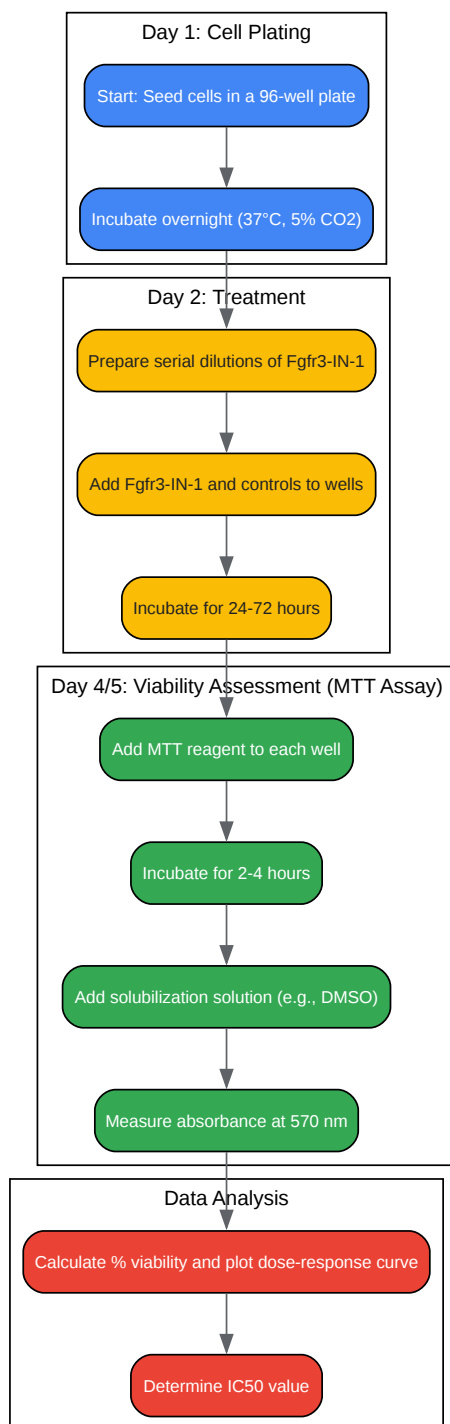 Day 1: Cell Plating
Start: Seed cells in a 96-well plate
Incubate overnight (37°C, 5% CO2)
Day 2: Treatment
Prepare serial dilutions of Fgfr3-IN-1
Add Fgfr3-IN-1 and controls to wells
Incubate for 24-72 hours
Day 4/5: Viability Assessment (MTT Assay)
Add MTT reagent to each well
Incubate for 2-4 hours
Add solubilization solution (e.g., DMSO)
Measure absorbance at 570 nm
Data Analysis
Calculate % viability and plot dose-response curve
Determine IC50 value